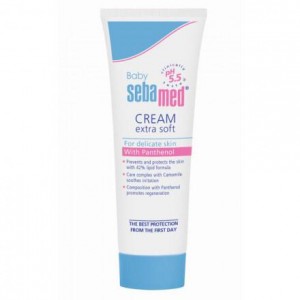 Baby
sebamed
clinically
pH
5.5
CREAM
extra soft
For delicate skin
With Panthenol
• Prevents and protects the skin
with 42% lipid formula
• Care complex with Camomile
soothes irritation
• Composition with Panthenol
promotes regeneration
THE BEST PROTECTION
FROM THE FIRST DAY